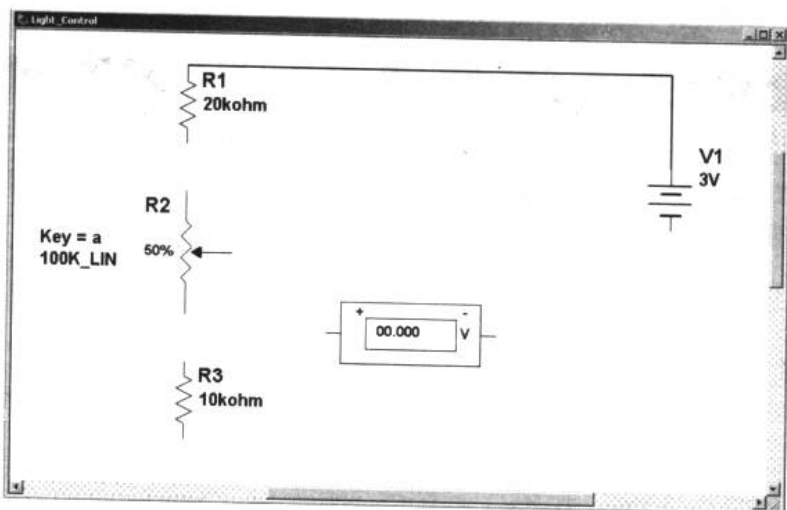 Light_Control
R1
20kohm
V1
3V
R2
Key = a
50%
100K_LIN
+ -
00.000 V
R3
10kohm